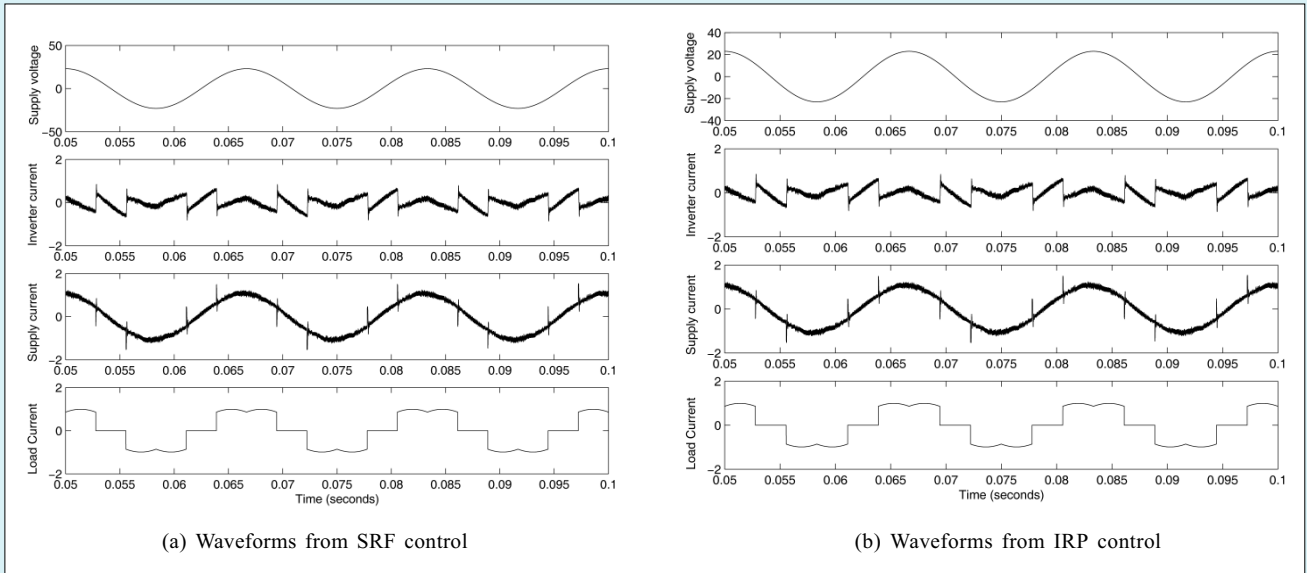 50
0
−50
Supply voltage
0.05 0.055 0.06 0.065 0.07 0.075 0.08 0.085 0.09 0.095 0.1
2
0
−2
Inverter current
0.05 0.055 0.06 0.065 0.07 0.075 0.08 0.085 0.09 0.095 0.1
2
0
−2
Supply current
0.05 0.055 0.06 0.065 0.07 0.075 0.08 0.085 0.09 0.095 0.1
2
0
−2
Load Current
0.05 0.055 0.06 0.065 0.07 0.075 0.08 0.085 0.09 0.095 0.1
Time (seconds)
(a) Waveforms from SRF control
40
20
0
−20
−40
Supply voltage
0.05 0.055 0.06 0.065 0.07 0.075 0.08 0.085 0.09 0.095 0.1
2
0
−2
Inverter current
0.05 0.055 0.06 0.065 0.07 0.075 0.08 0.085 0.09 0.095 0.1
2
0
−2
Supply current
0.05 0.055 0.06 0.065 0.07 0.075 0.08 0.085 0.09 0.095 0.1
2
0
−2
Load Current
0.05 0.055 0.06 0.065 0.07 0.075 0.08 0.085 0.09 0.095 0.1
Time (seconds)
(b) Waveforms from IRP control